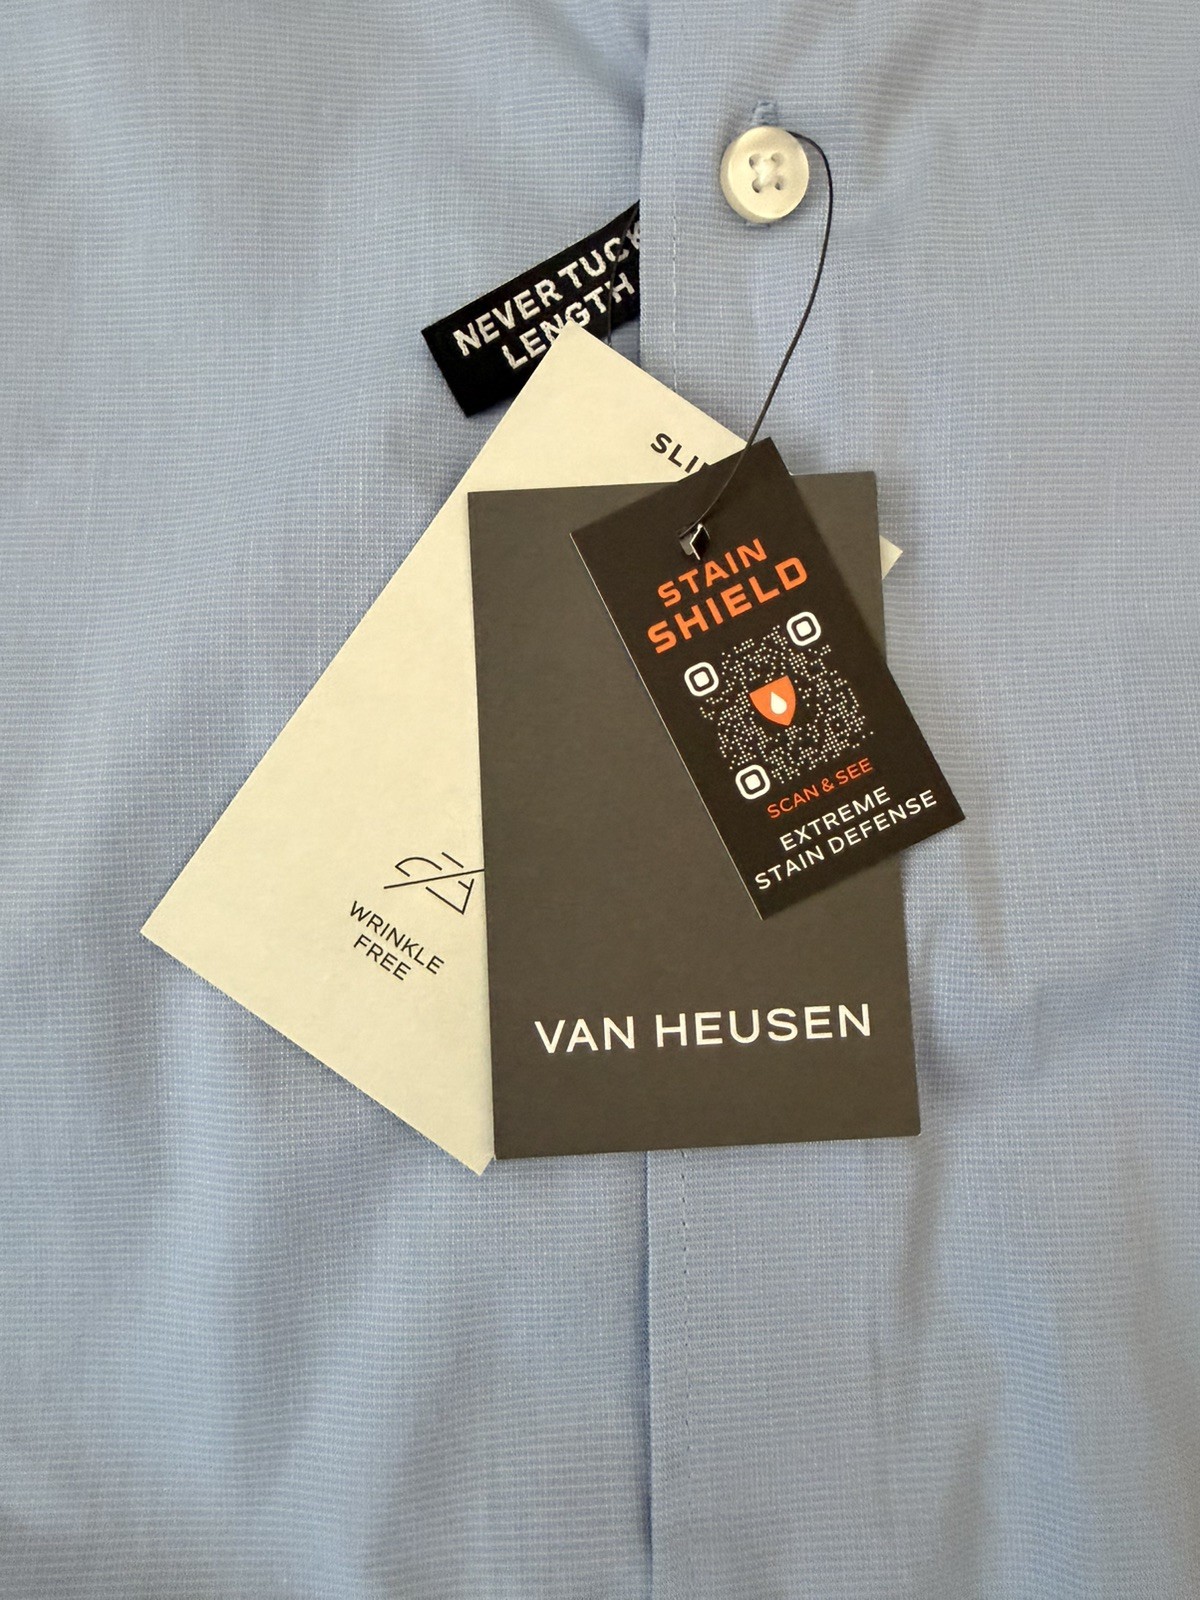 NEVER TUCK
LENGTH
SLI
STAIN
SHIELD
SCAN & SEE
EXTREME
STAIN DEFENSE
WRINKLE
FREE
VAN HEUSEN